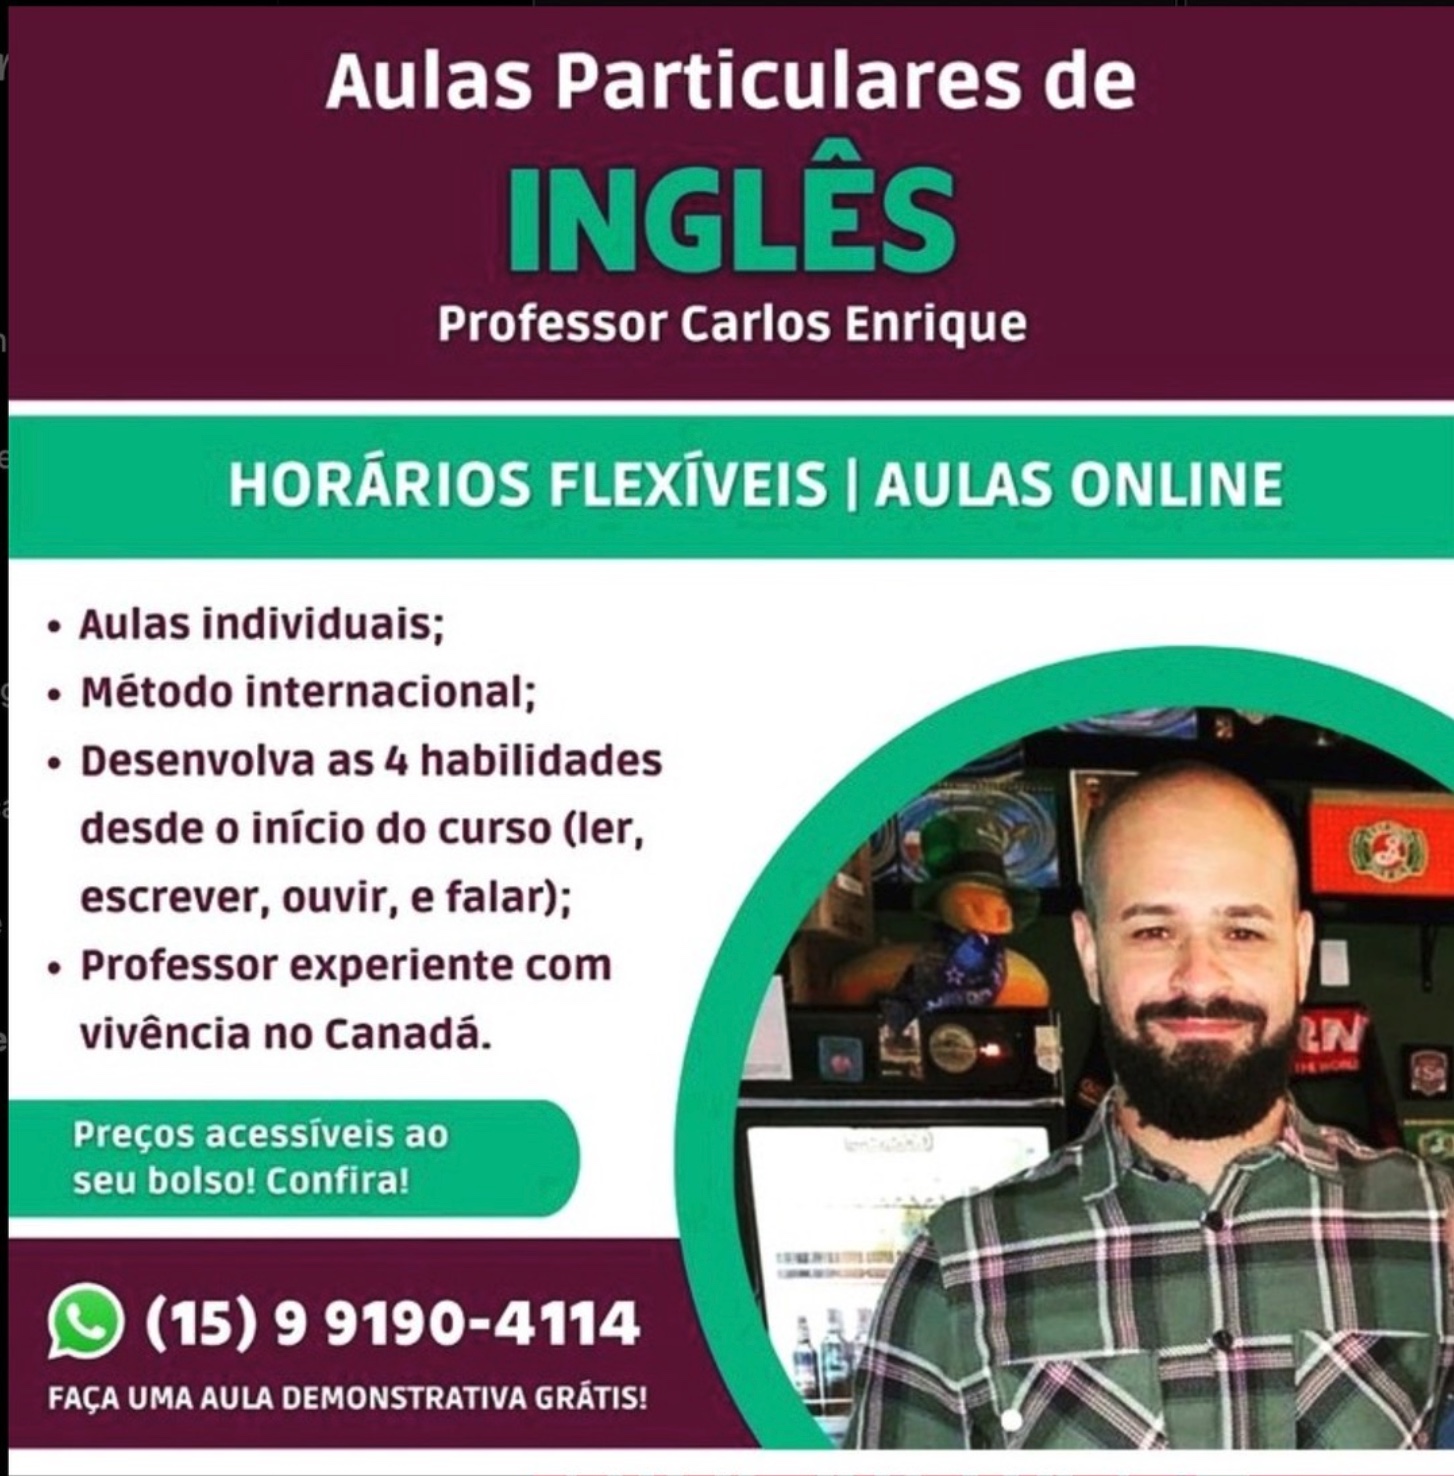 Aulas Particulares de
INGLÊS
Professor Carlos Enrique
HORÁRIOS FLEXÍVEIS | AULAS ONLINE
• Aulas individuais;
• Método internacional;
• Desenvolva as 4 habilidades
desde o início do curso (ler,
escrever, ouvir, e falar);
• Professor experiente com
vivência no Canadá.
Preços acessíveis ao
seu bolso! Confira!
(15) 9 9190-4114
FAÇA UMA AULA DEMONSTRATIVA GRÁTIS!